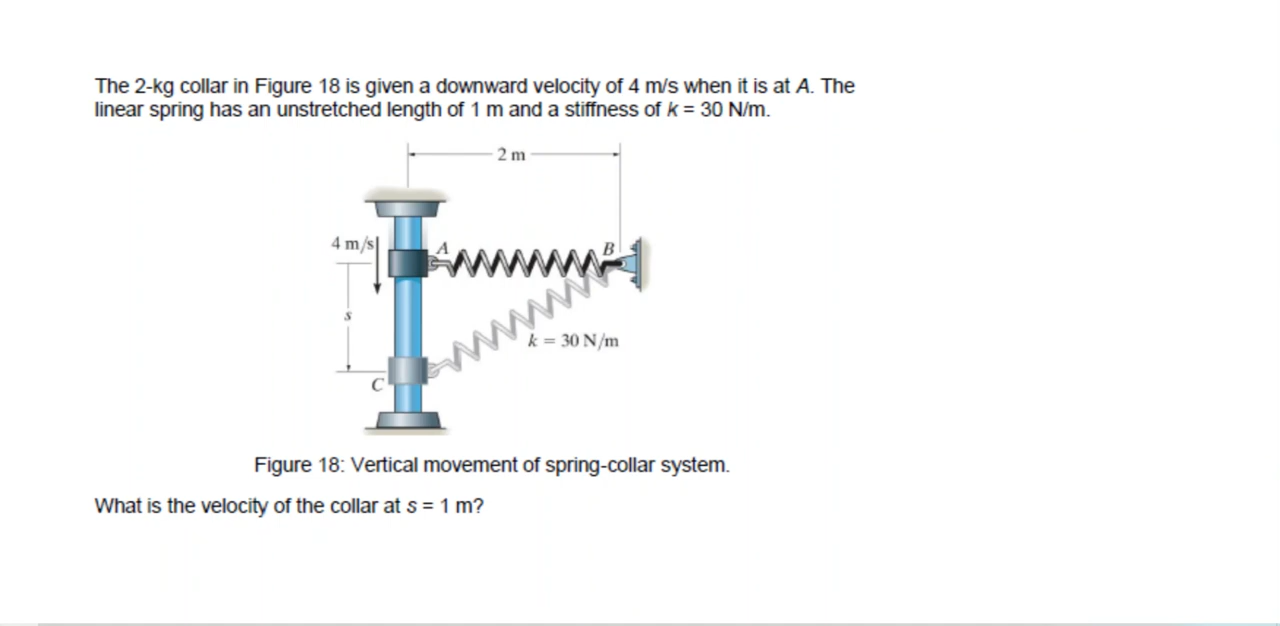 The 2-kg collar in Figure 18 is given a downward velocity of 4 m/s when it is at A. The
linear spring has an unstretched length of 1 m and a stiffness of k = 30 N/m.
2 m
4 m/s
A
B
s
k = 30 N/m
C
Figure 18: Vertical movement of spring-collar system.
What is the velocity of the collar at s = 1 m?